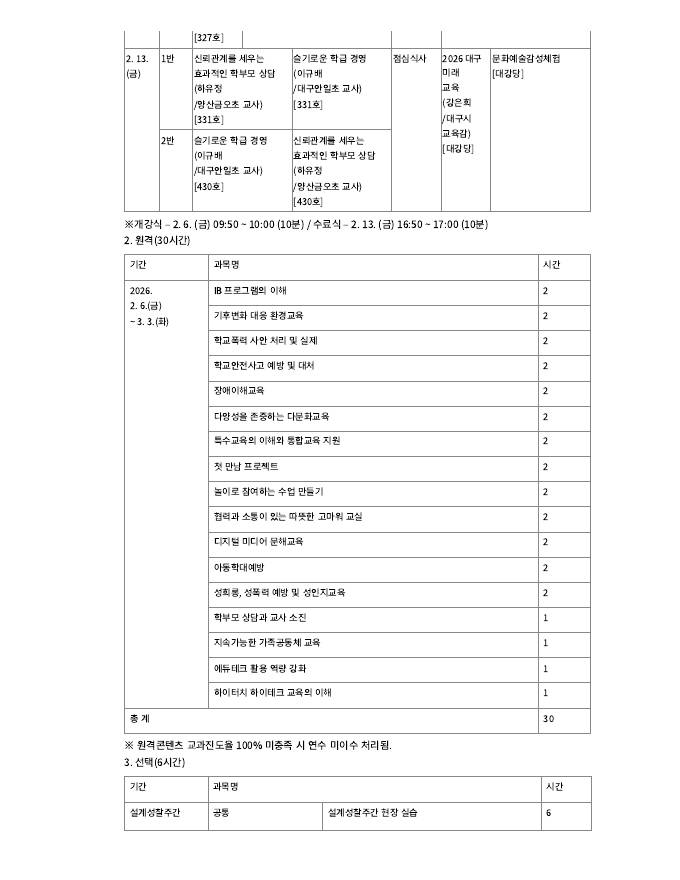 [327호]
2. 13.
(금)
1반
신뢰관계를 세우는
효과적인 학부모 상담
(하유정
/양산금오초 교사)
[331호]
슬기로운 학급 경영
(이규배
/대구안일초 교사)
[331호]
점심식사
2026 대구
미래
교육
(강은희
/대구시
교육감)
[대강당]
문화예술감성체험
[대강당]
2반
슬기로운 학급 경영
(이규배
/대구안일초 교사)
[430호]
신뢰관계를 세우는
효과적인 학부모 상담
(하유정
/양산금오초 교사)
[430호]
※개강식 – 2. 6. (금) 09:50 ~ 10:00 (10분) / 수료식 – 2. 13. (금) 16:50 ~ 17:00 (10분)
2. 원격(30시간)
기간 과목명 시간
2026.
2. 6.(금)
~ 3. 3.(화)
IB 프로그램의 이해 2
기후변화 대응 환경교육 2
학교폭력 사안 처리 및 실제 2
학교안전사고 예방 및 대처 2
장애이해교육 2
다양성을 존중하는 다문화교육 2
특수교육의 이해와 통합교육 지원 2
첫 만남 프로젝트 2
놀이로 참여하는 수업 만들기 2
협력과 소통이 있는 따뜻한 고마워 교실 2
디지털 미디어 문해교육 2
아동학대예방 2
성희롱, 성폭력 예방 및 성인지교육 2
학부모 상담과 교사 소진 1
지속가능한 가족공동체 교육 1
에듀테크 활용 역량 강화 1
하이터치 하이테크 교육의 이해 1
총 계 30
※ 원격콘텐츠 교과진도율 100% 미충족 시 연수 미이수 처리됨.
3. 선택(6시간)
기간 과목명 시간
설계성찰주간 공통 설계성찰주간 현장 실습 6